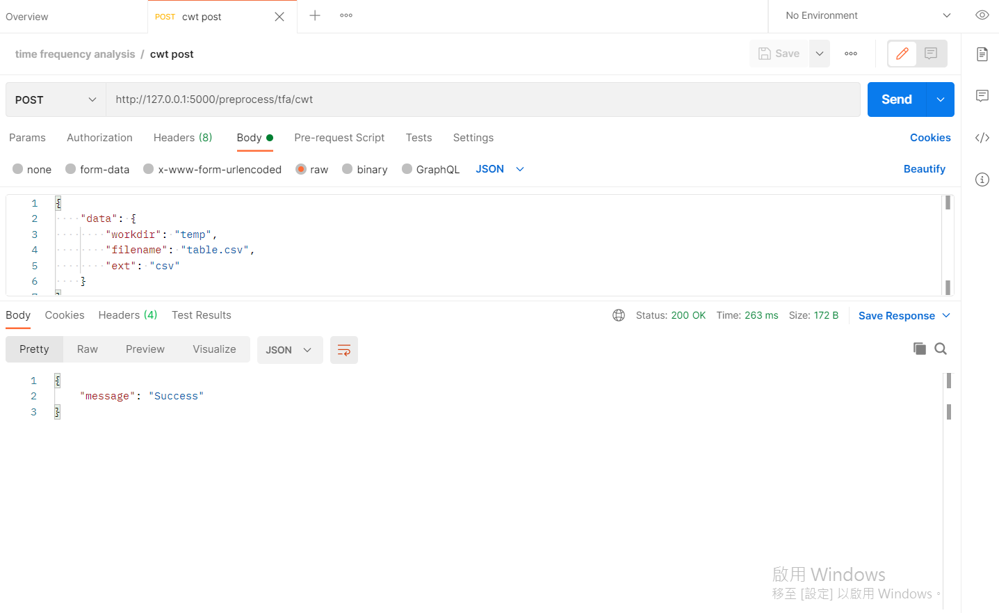 Overview
POST cwt post
No Environment
time frequency analysis / cwt post
Save
POST
http://127.0.0.1:5000/preprocess/tfa/cwt
Send
Params Authorization Headers (8) Body Pre-request Script Tests Settings
Cookies
none form-data x-www-form-urlencoded raw binary GraphQL JSON
Beautify
1 {
2 "data": {
3 "workdir": "temp",
4 "filename": "table.csv",
5 "ext": "csv"
6 }
Body Cookies Headers (4) Test Results
Status: 200 OK Time: 263 ms Size: 172 B
Save Response
Pretty Raw Preview Visualize JSON
1 {
2 "message": "Success"
3 }
啟用 Windows
移至 [設定] 以啟用 Windows。